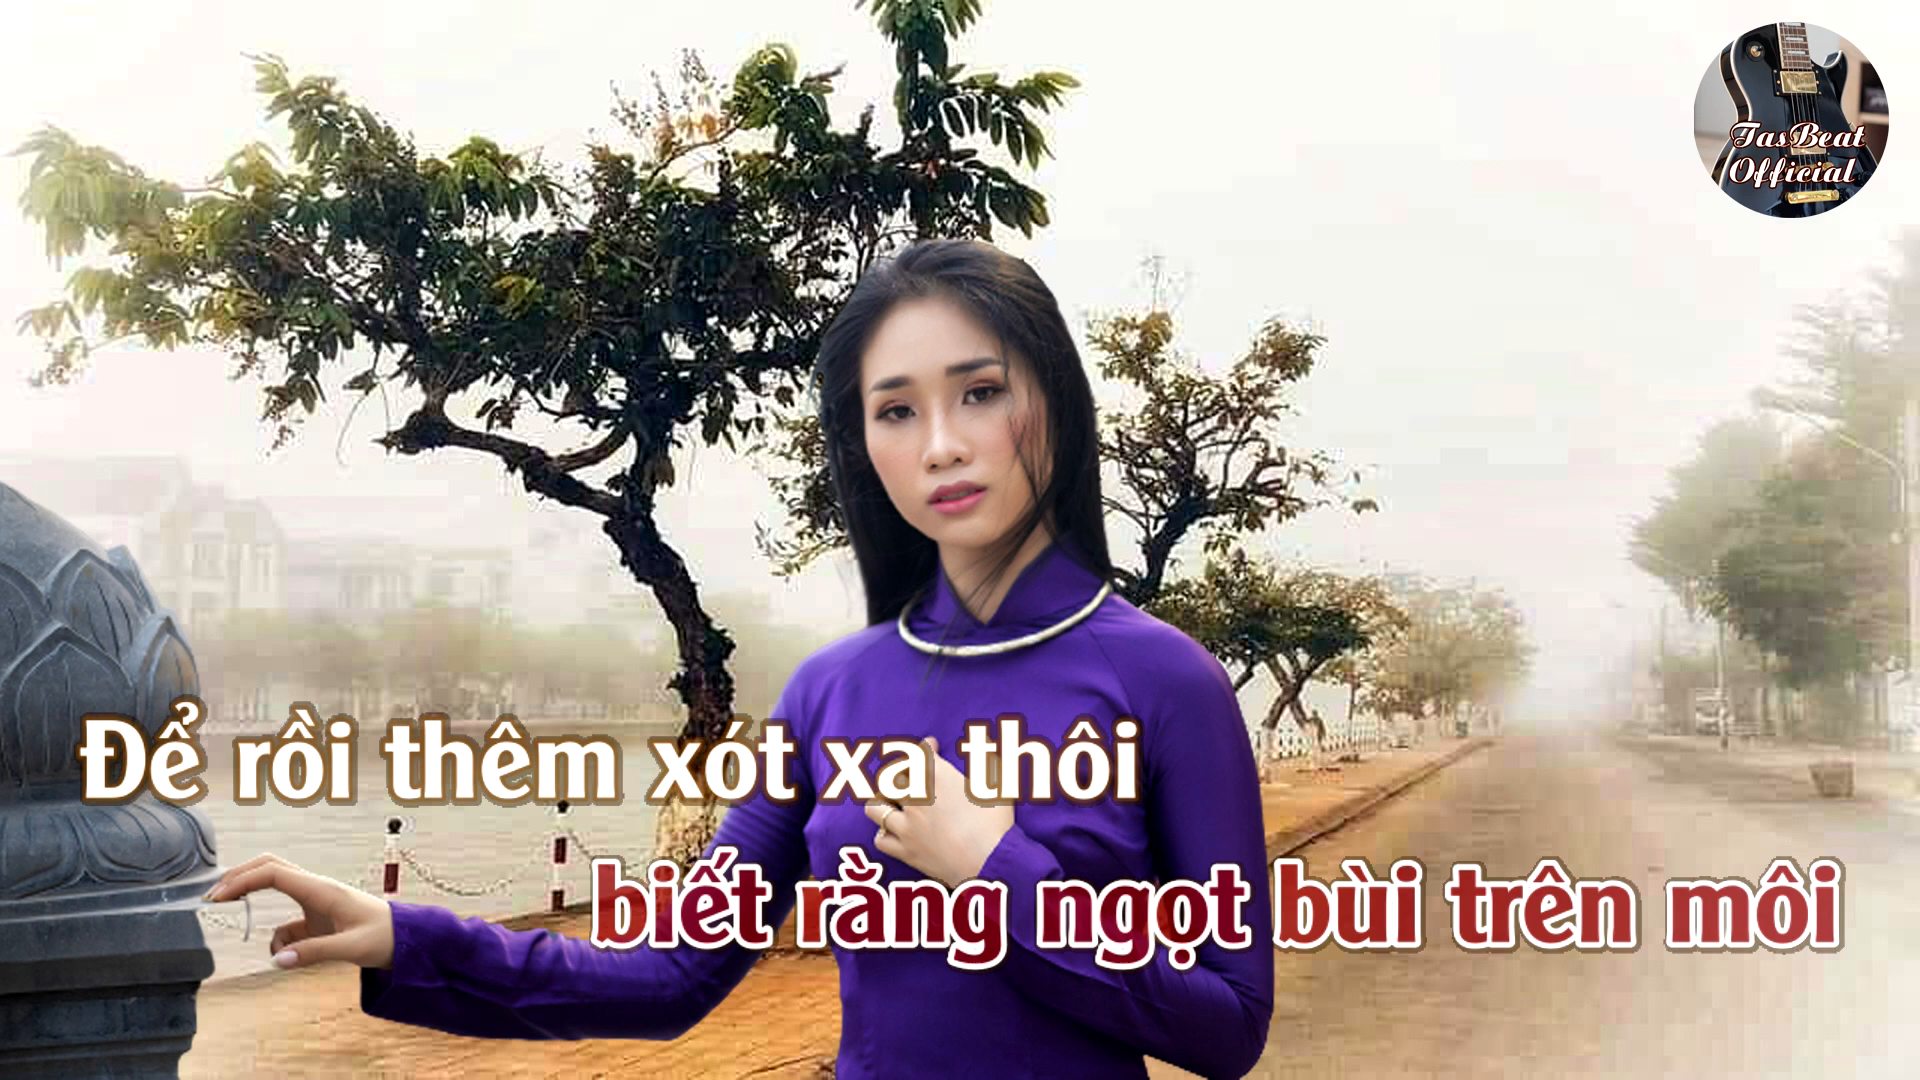 TasBeat
Official
Để rồi thêm xót xa thôi
biết rằng ngọt bùi trên môi